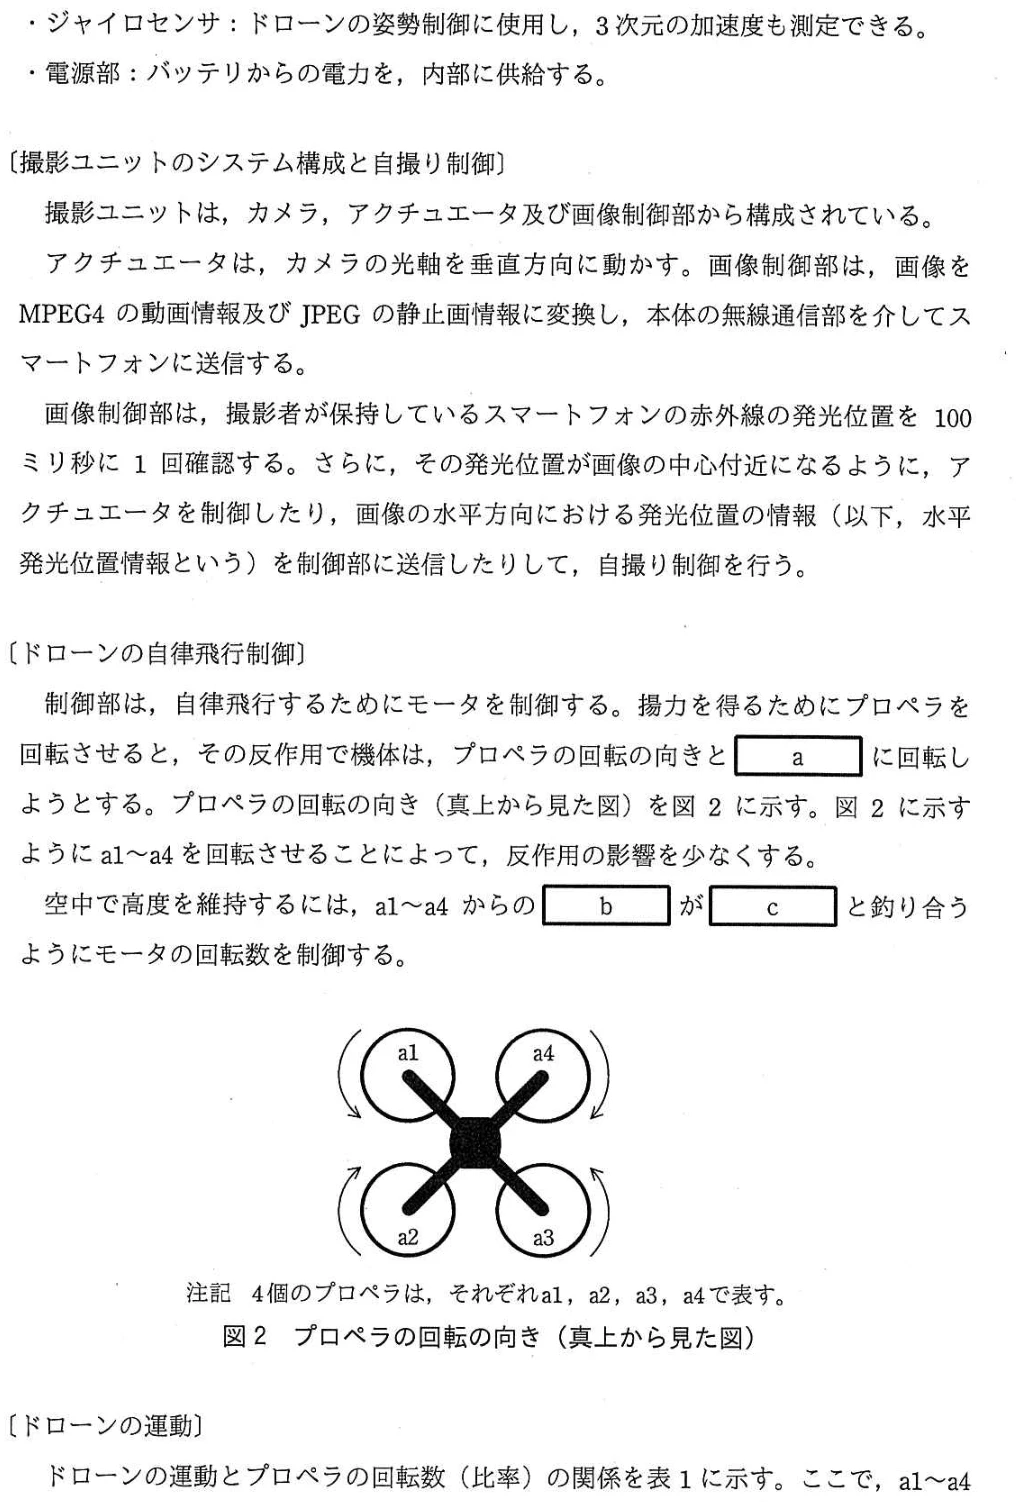 ・ジャイロセンサ：ドローンの姿勢制御に使用し，3次元の加速度も測定できる。
・電源部：バッテリからの電力を，内部に供給する。
〔撮影ユニットのシステム構成と自撮り制御〕
撮影ユニットは，カメラ，アクチュエータ及び画像制御部から構成されている。
アクチュエータは，カメラの光軸を垂直方向に動かす。画像制御部は，画像を
MPEG4 の動画情報及び JPEG の静止画情報に変換し，本体の無線通信部を介してス
マートフォンに送信する。
画像制御部は，撮影者が保持しているスマートフォンの赤外線の発光位置を 100
ミリ秒に 1 回確認する。さらに，その発光位置が画像の中心付近になるように，ア
クチュエータを制御したり，画像の水平方向における発光位置の情報（以下，水平
発光位置情報という）を制御部に送信したりして，自撮り制御を行う。
〔ドローンの自律飛行制御〕
制御部は，自律飛行するためにモータを制御する。揚力を得るためにプロペラを
回転させると，その反作用で機体は，プロペラの回転の向きと a に回転し
ようとする。プロペラの回転の向き（真上から見た図）を図 2 に示す。図 2 に示す
ように a1～a4 を回転させることによって，反作用の影響を少なくする。
空中で高度を維持するには，a1～a4 からの b が c と釣り合う
ようにモータの回転数を制御する。
a1 a4
a2 a3
注記 4個のプロペラは，それぞれa1，a2，a3，a4で表す。
図2 プロペラの回転の向き（真上から見た図）
〔ドローンの運動〕
ドローンの運動とプロペラの回転数（比率）の関係を表 1 に示す。ここで，a1～a4